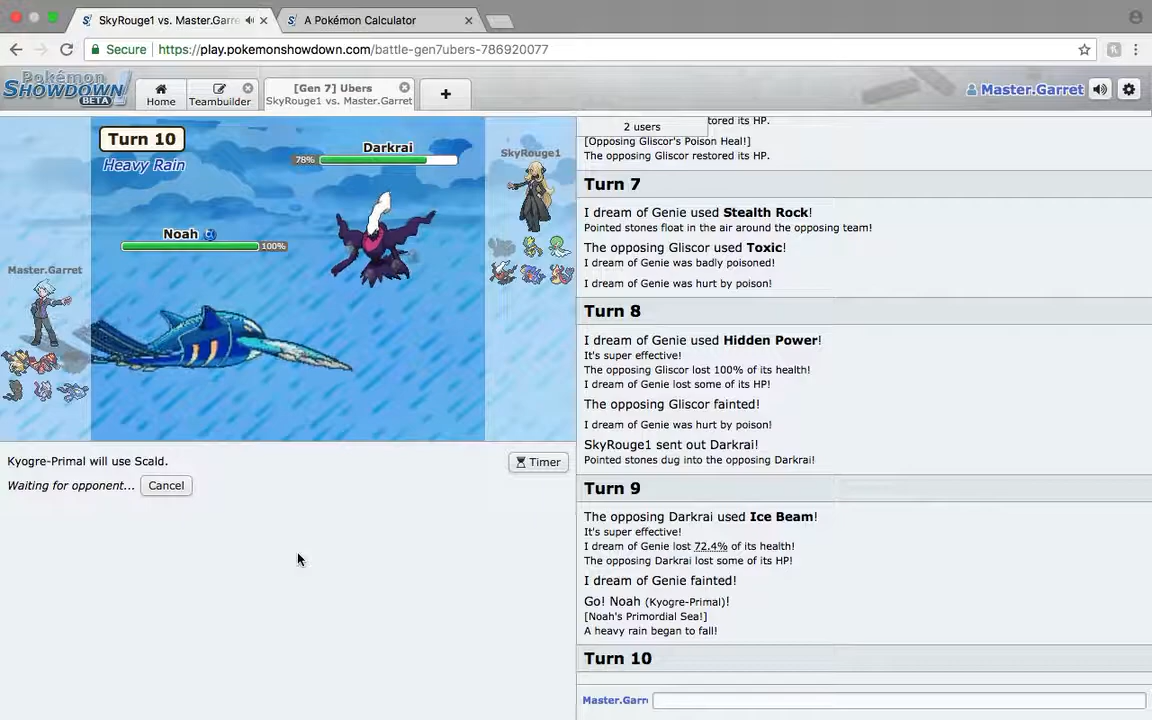 SkyRouge1 vs. Master.Garre
A Pokémon Calculator
Secure
https://play.pokemonshowdown.com/battle-gen7ubers-786920077
Pokémon
SHOWDOWN!
BETA
Home
Teambuilder
[Gen 7] Ubers
SkyRouge1 vs. Master.Garret
+
Master.Garret
Turn 10
Heavy Rain
Darkrai
78%
Noah
100%
SkyRouge1
Master.Garret
Kyogre-Primal will use Scald.
Waiting for opponent...
Cancel
Timer
2 users
tored its HP.
[Opposing Gliscor's Poison Heal!]
The opposing Gliscor restored its HP.
Turn 7
I dream of Genie used Stealth Rock!
Pointed stones float in the air around the opposing team!
The opposing Gliscor used Toxic!
I dream of Genie was badly poisoned!
I dream of Genie was hurt by poison!
Turn 8
I dream of Genie used Hidden Power!
It's super effective!
The opposing Gliscor lost 100% of its health!
I dream of Genie lost some of its HP!
The opposing Gliscor fainted!
I dream of Genie was hurt by poison!
SkyRouge1 sent out Darkrai!
Pointed stones dug into the opposing Darkrai!
Turn 9
The opposing Darkrai used Ice Beam!
It's super effective!
I dream of Genie lost 72.4% of its health!
The opposing Darkrai lost some of its HP!
I dream of Genie fainted!
Go! Noah (Kyogre-Primal)!
[Noah's Primordial Sea!]
A heavy rain began to fall!
Turn 10
Master.Garr